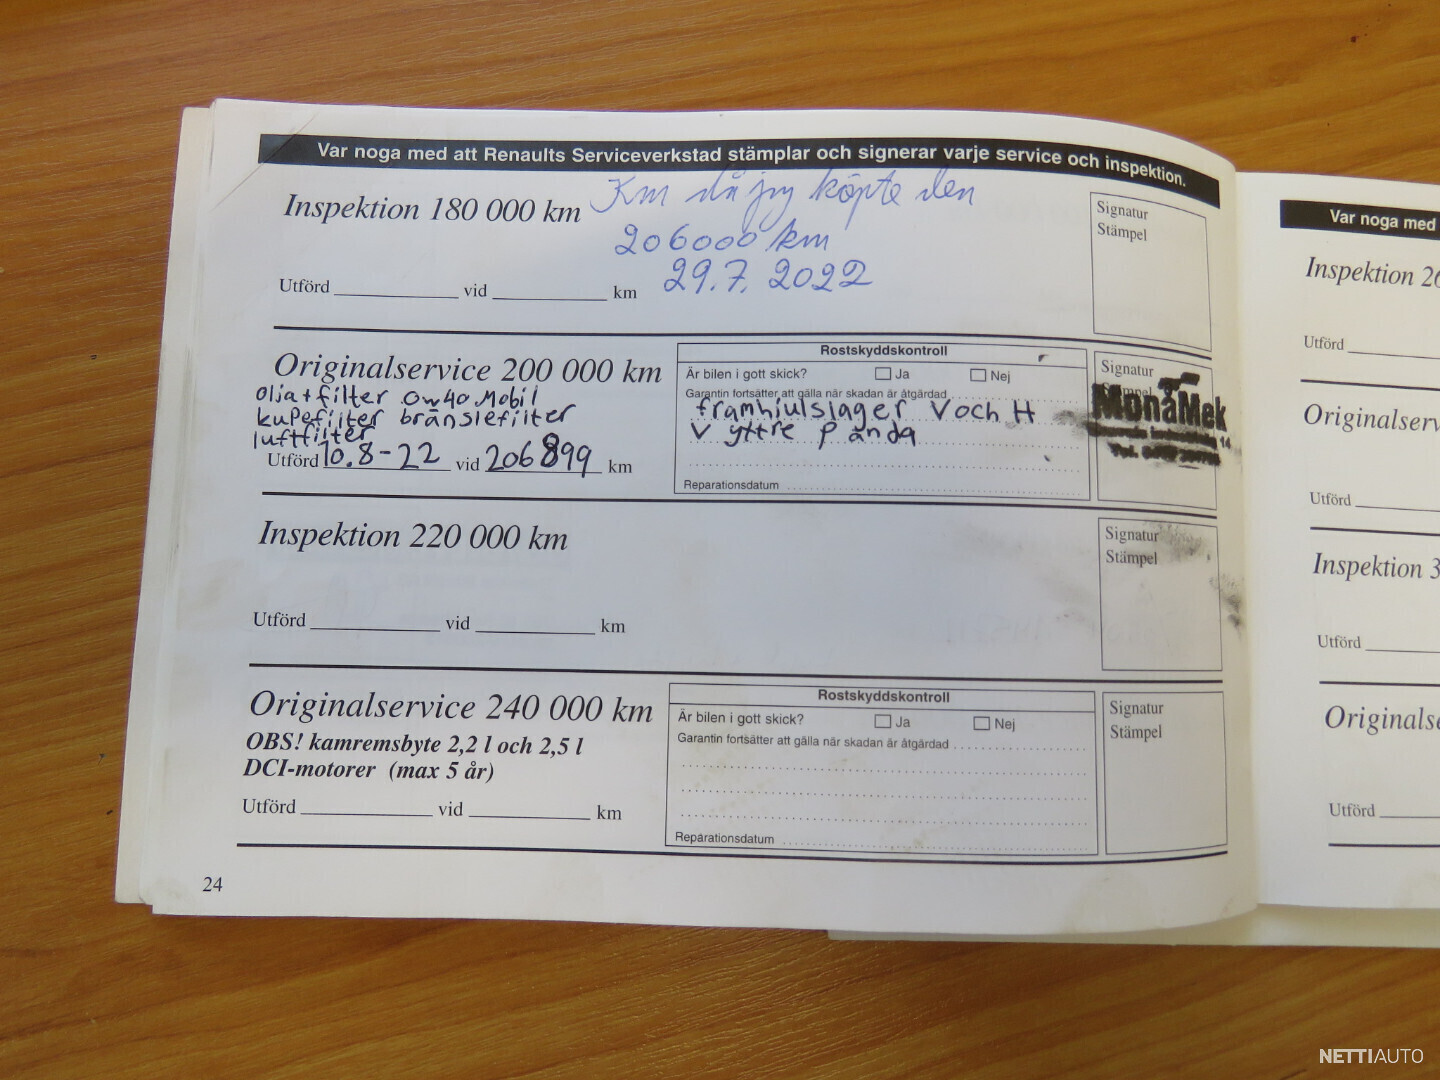 Var noga med att Renaults Serviceverkstad stämplar och signerar varje service och inspektion.
Inspektion 180 000 km
Km då jag köpte den
206000 km
29.7.2022
Utförd vid km
Signatur
Stämpel
Originalservice 200 000 km
olja+filter 0w40 Mobil
kupefilter bränslefilter
luftfilter
Utförd 10.8-22 vid 206899 km
Rostskyddskontroll
Är bilen i gott skick? Ja Nej
Garantin fortsätter att gälla när skadan är åtgärdad
framhjulslager V och H
V yttre p ända
Reparationsdatum
Signatur
Stämpel
MonåMek
Inspektion 220 000 km
Utförd vid km
Signatur
Stämpel
Originalservice 240 000 km
OBS! kamremsbyte 2,2 l och 2,5 l
DCI-motorer (max 5 år)
Utförd vid km
Rostskyddskontroll
Är bilen i gott skick? Ja Nej
Garantin fortsätter att gälla när skadan är åtgärdad
Reparationsdatum
Signatur
Stämpel
24
Var noga med
Inspektion 26
Utförd
Originalserv
Utförd
Inspektion 3
Utförd
Originalse
Utförd
NETTIAUTO